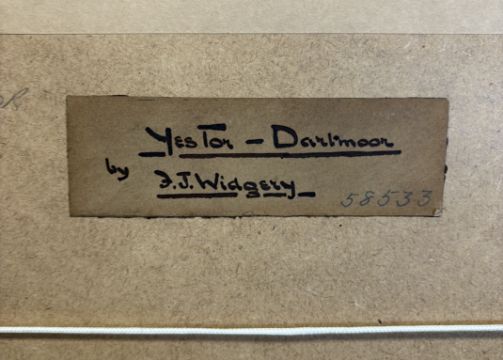 Yes Tor - Dartmoor
by F.J. Widgery
58533